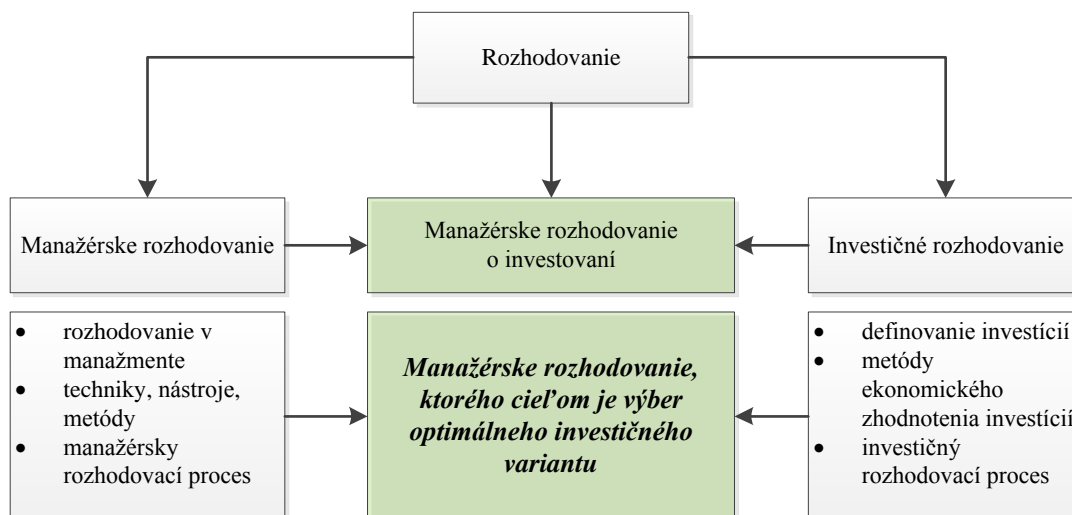 Rozhodovanie
Manažérske rozhodovanie
Manažérske rozhodovanie
o investovaní
Investičné rozhodovanie
• rozhodovanie v
manažmente
• techniky, nástroje,
metódy
• manažérsky
rozhodovací proces
Manažérske rozhodovanie,
ktorého cieľom je výber
optimálneho investičného
variantu
• definovanie investícií
• metódy
ekonomického
zhodnotenia investícií
• investičný
rozhodovací proces